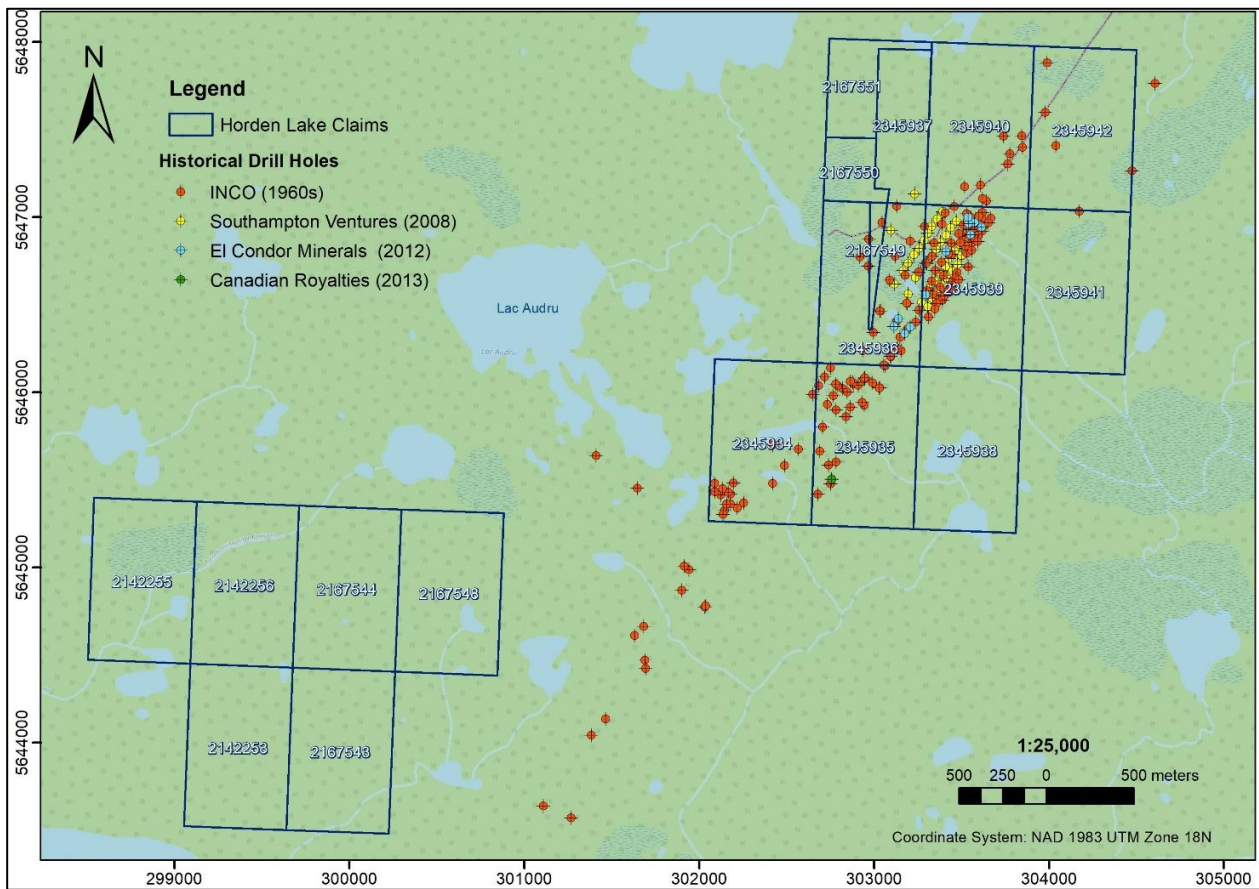 N
Legend
Horden Lake Claims
Historical Drill Holes
INCO (1960s)
Southampton Ventures (2008)
El Condor Minerals (2012)
Canadian Royalties (2013)
2167551
2345937
2345940
2345942
2167550
2167549
2345939
2345941
2345936
Lac Audru
Lac Audru
2345934
2345935
2345938
2142255
2142256
2167544
2167548
2142253
2167543
1:25,000
500 250 0 500 meters
Coordinate System: NAD 1983 UTM Zone 18N
5648000
5647000
5646000
5645000
5644000
299000 300000 301000 302000 303000 304000 305000